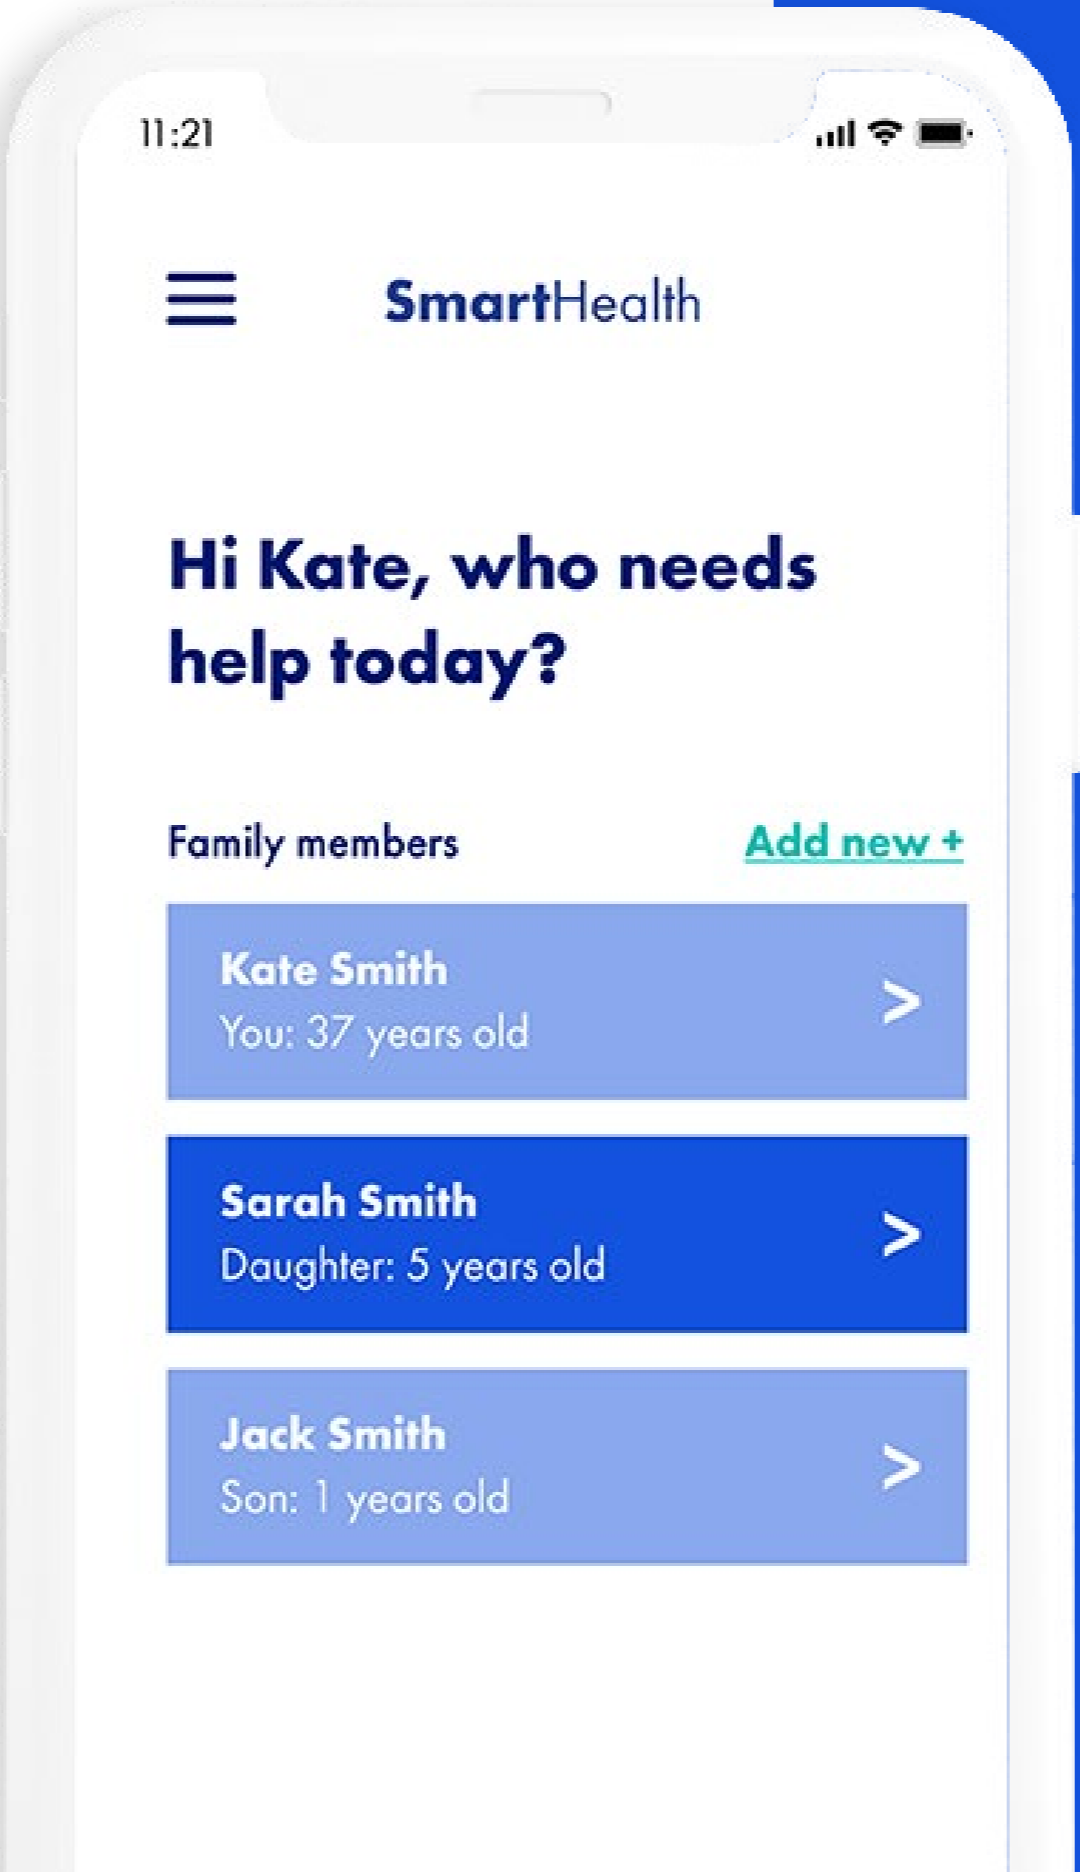 11:21
SmartHealth
Hi Kate, who needs
help today?
Family members
Add new +
Kate Smith
You: 37 years old
>
Sarah Smith
Daughter: 5 years old
>
Jack Smith
Son: 1 years old
>